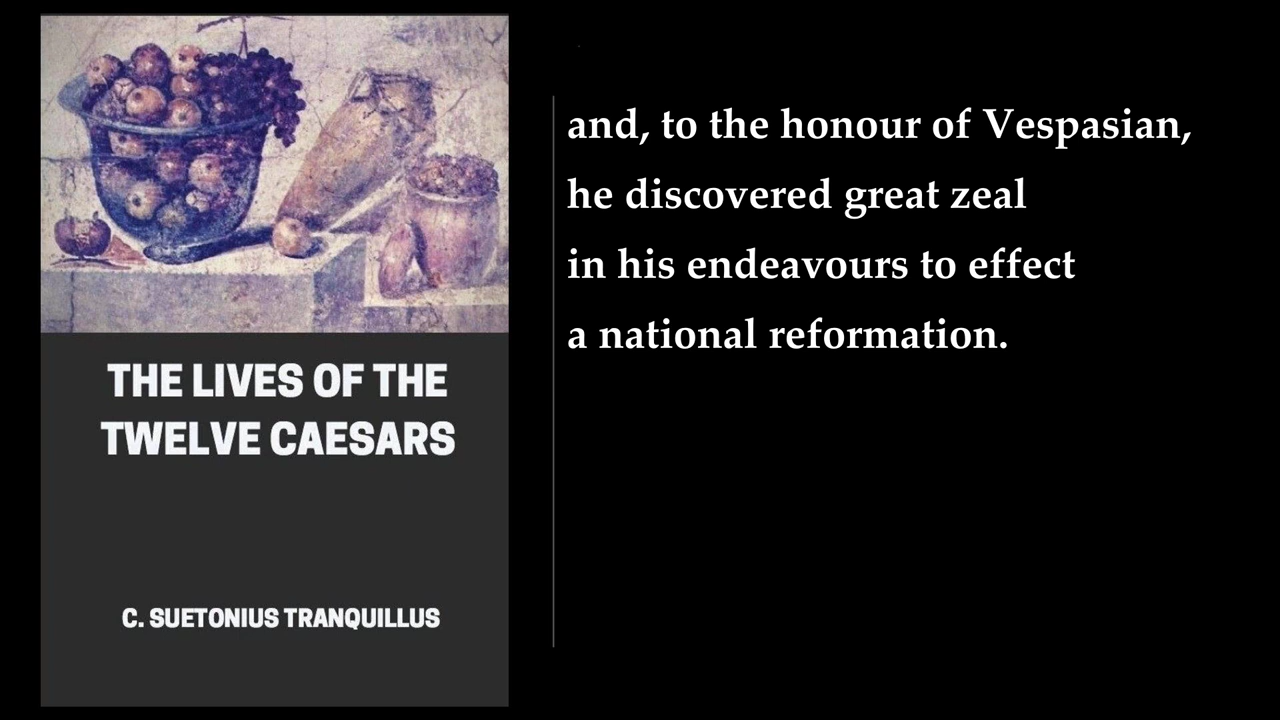 THE LIVES OF THE
TWELVE CAESARS
C. SUETONIUS TRANQUILLUS
and, to the honour of Vespasian,
he discovered great zeal
in his endeavours to effect
a national reformation.